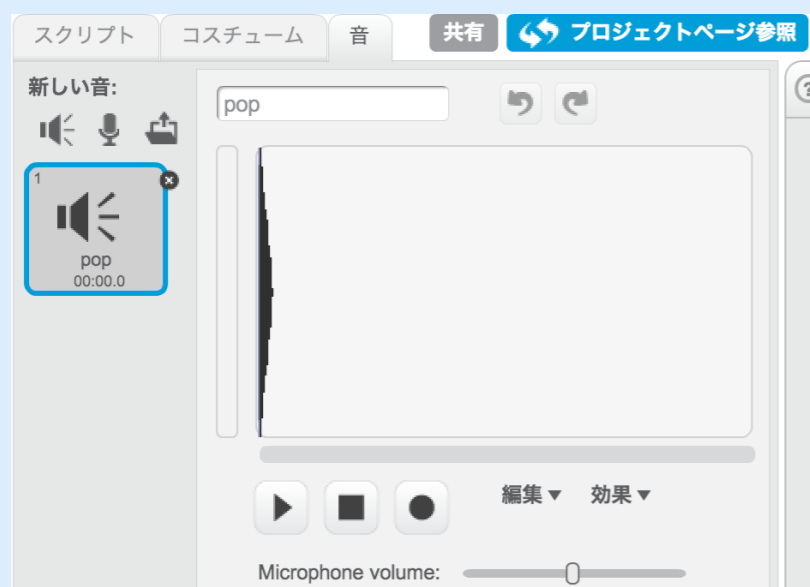 スクリプト コスチューム 音 共有 プロジェクトページ参照
新しい音:
pop
1
pop
00:00.0
編集▼ 効果▼
Microphone volume:
?